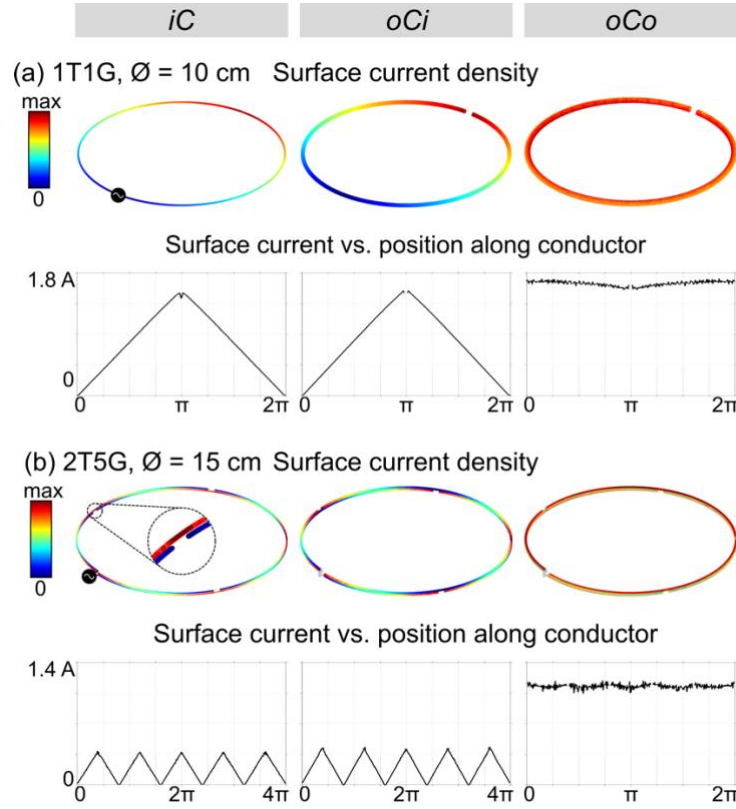 iC oCi oCo
(a) 1T1G, Ø = 10 cm Surface current density
max
0
Surface current vs. position along conductor
1.8 A
0
0 π 2π 0 π 2π 0 π 2π
(b) 2T5G, Ø = 15 cm Surface current density
max
0
Surface current vs. position along conductor
1.4 A
0
0 2π 4π 0 2π 4π 0 π 2π